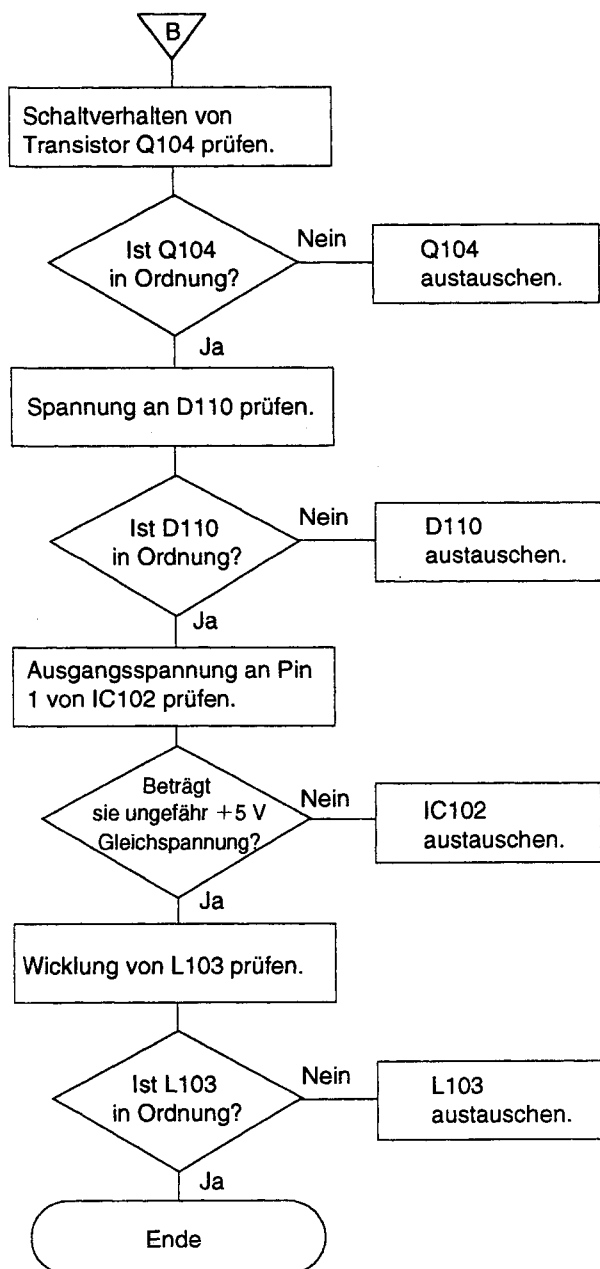 B
Schaltverhalten von
Transistor Q104 prüfen.
Ist Q104
in Ordnung?
Nein
Q104
austauschen.
Ja
Spannung an D110 prüfen.
Ist D110
in Ordnung?
Nein
D110
austauschen.
Ja
Ausgangsspannung an Pin
1 von IC102 prüfen.
Beträgt
sie ungefähr +5 V
Gleichspannung?
Nein
IC102
austauschen.
Ja
Wicklung von L103 prüfen.
Ist L103
in Ordnung?
Nein
L103
austauschen.
Ja
Ende